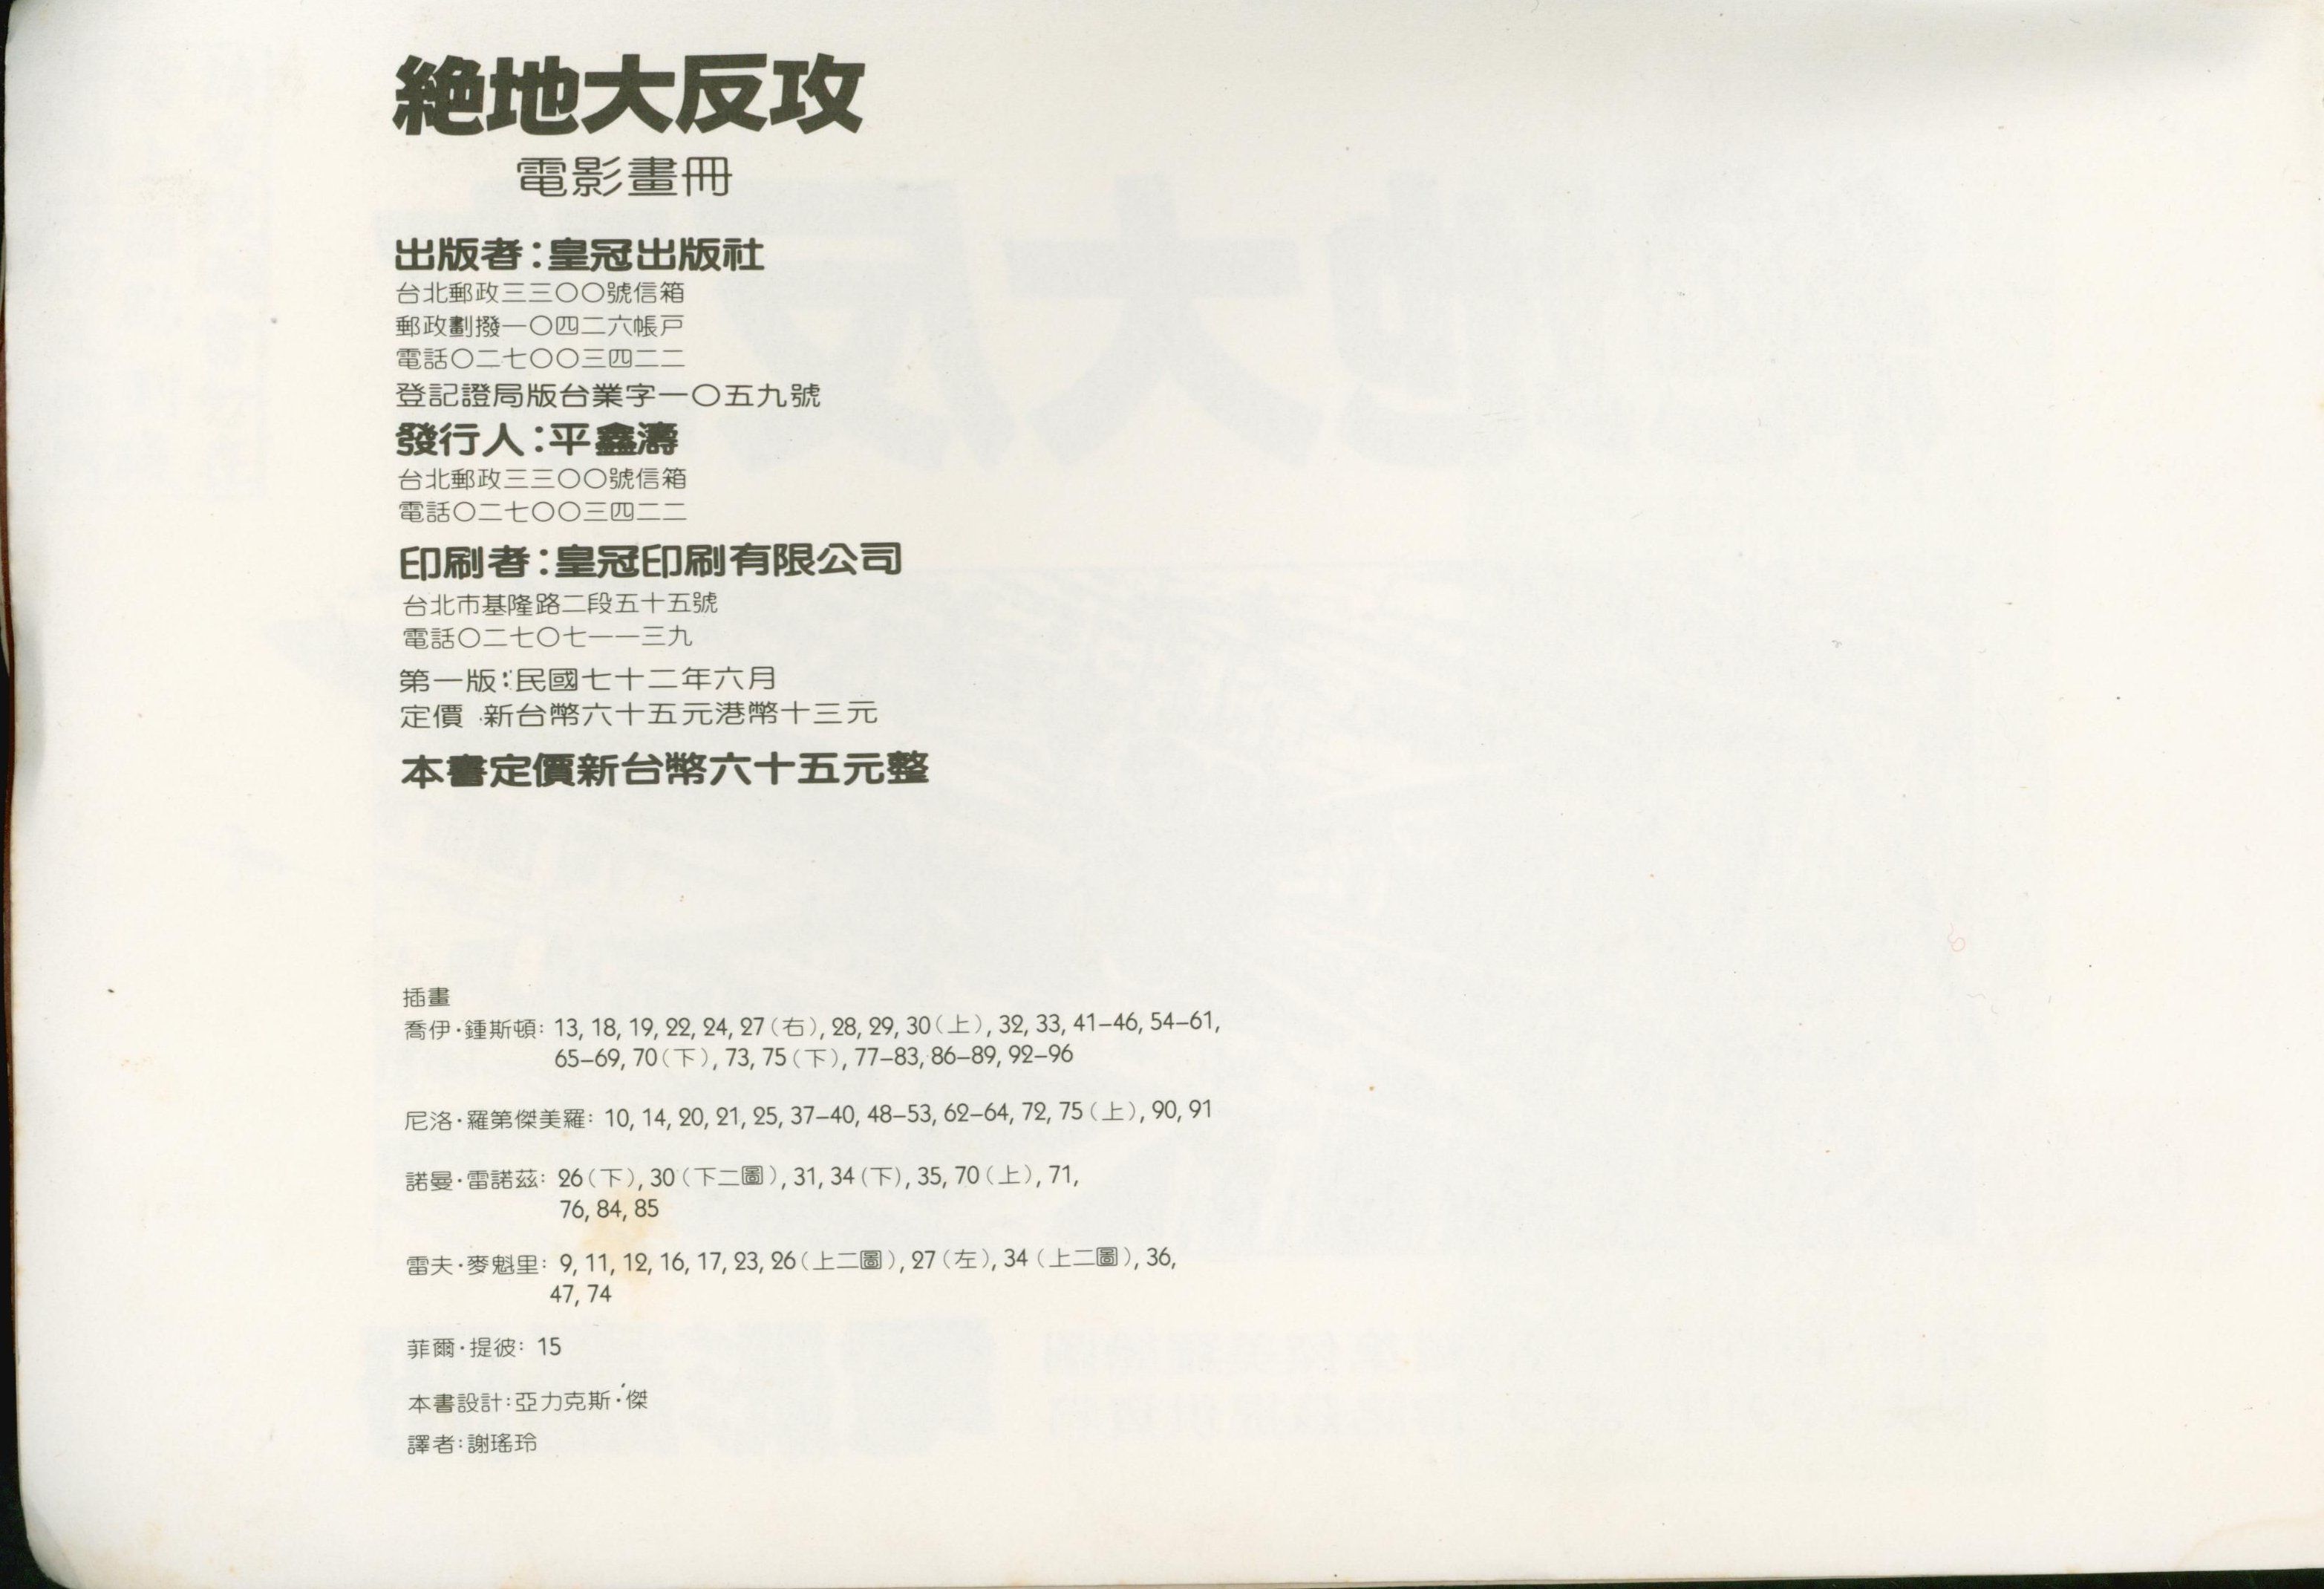 絕地大反攻
電影畫冊
出版者：皇冠出版社
台北郵政三三〇〇號信箱
郵政劃撥一〇四二六帳戶
電話〇二七〇〇三四二二
登記證局版台業字一〇五九號
發行人：平鑫濤
台北郵政三三〇〇號信箱
電話〇二七〇〇三四二二
印刷者：皇冠印刷有限公司
台北市基隆路二段五十五號
電話〇二七〇七一一三九
第一版：民國七十二年六月
定價 新台幣六十五元港幣十三元
本書定價新台幣六十五元整
插畫
喬伊·鍾斯頓: 13, 18, 19, 22, 24, 27（右）, 28, 29, 30（上）, 32, 33, 41–46, 54–61,
65–69, 70（下）, 73, 75（下）, 77–83, 86–89, 92–96
尼洛·羅第傑美羅: 10, 14, 20, 21, 25, 37–40, 48–53, 62–64, 72, 75（上）, 90, 91
諾曼·雷諾茲: 26（下）, 30（下二圖）, 31, 34（下）, 35, 70（上）, 71,
76, 84, 85
雷夫·麥魁里: 9, 11, 12, 16, 17, 23, 26（上二圖）, 27（左）, 34（上二圖）, 36,
47, 74
菲爾·提彼: 15
本書設計:亞力克斯·傑
譯者:謝瑤玲